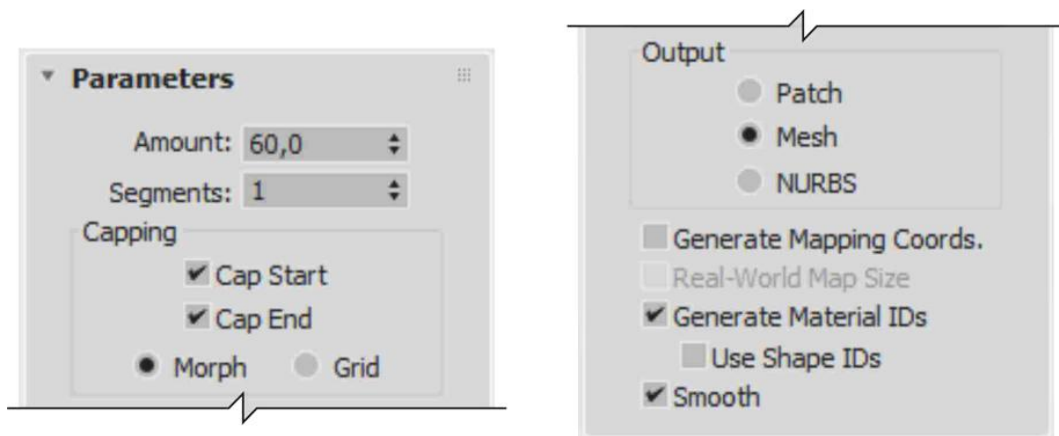 Parameters
Amount: 60,0
Segments: 1
Capping
Cap Start
Cap End
Morph Grid
Output
Patch
Mesh
NURBS
Generate Mapping Coords.
Real-World Map Size
Generate Material IDs
Use Shape IDs
Smooth